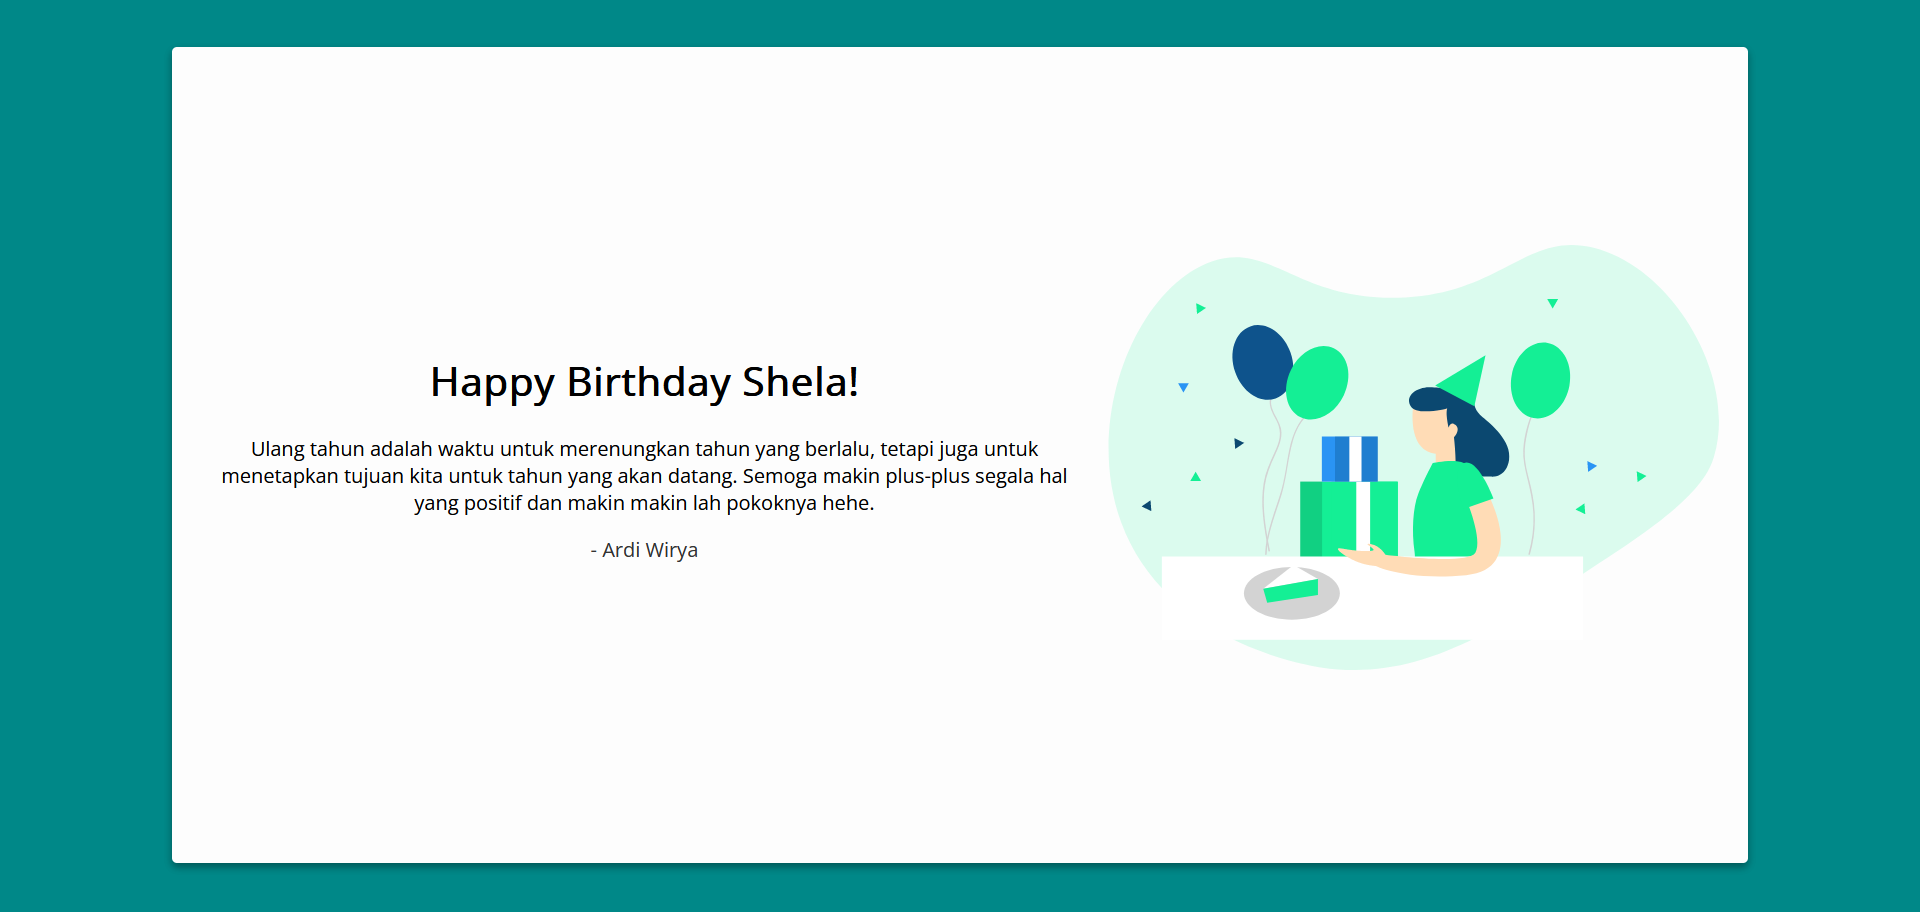 Happy Birthday Shela!
Ulang tahun adalah waktu untuk merenungkan tahun yang berlalu, tetapi juga untuk
menetapkan tujuan kita untuk tahun yang akan datang. Semoga makin plus-plus segala hal
yang positif dan makin makin lah pokoknya hehe.
- Ardi Wirya